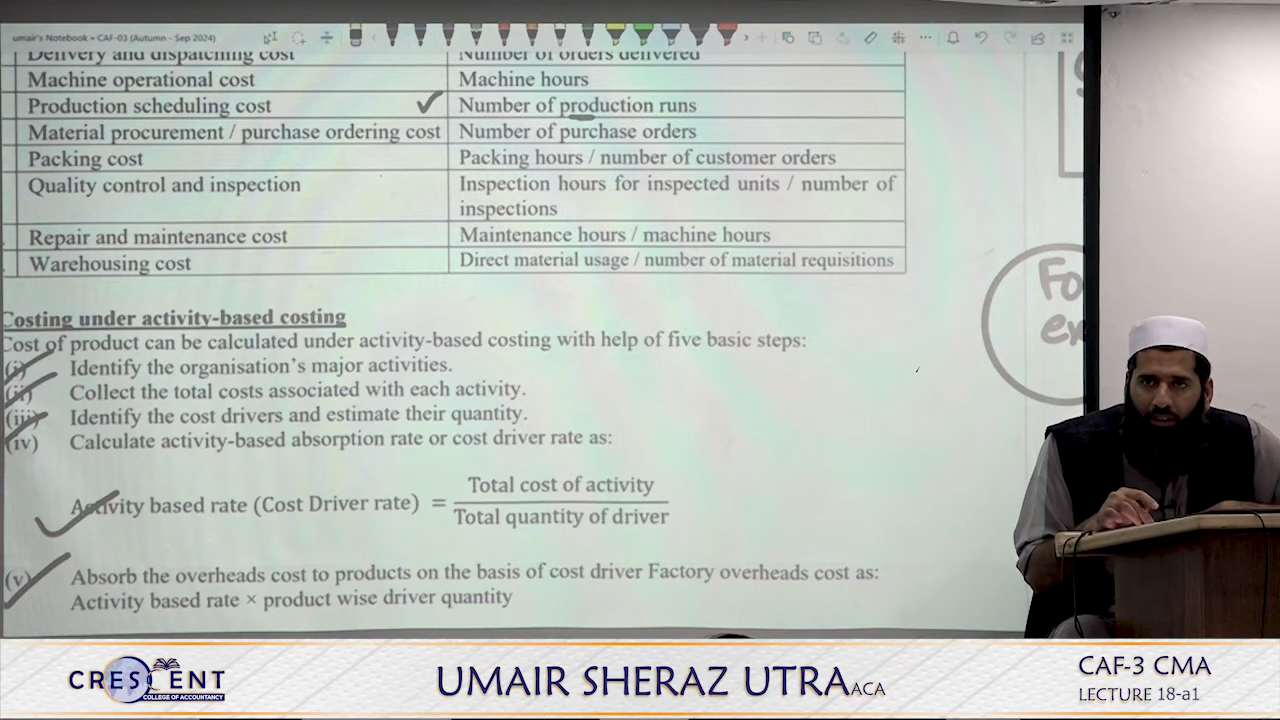 umair's Notebook » CAF-03 (Autumn - Sep 2024)
Delivery and dispatching cost Number of orders delivered
Machine operational cost Machine hours
Production scheduling cost Number of production runs
Material procurement / purchase ordering cost Number of purchase orders
Packing cost Packing hours / number of customer orders
Quality control and inspection Inspection hours for inspected units / number of
inspections
Repair and maintenance cost Maintenance hours / machine hours
Warehousing cost Direct material usage / number of material requisitions
Costing under activity-based costing
Cost of product can be calculated under activity-based costing with help of five basic steps:
(i) Identify the organisation's major activities.
(ii) Collect the total costs associated with each activity.
(iii) Identify the cost drivers and estimate their quantity.
(iv) Calculate activity-based absorption rate or cost driver rate as:
Total cost of activity
Activity based rate (Cost Driver rate) =
Total quantity of driver
(v) Absorb the overheads cost to products on the basis of cost driver Factory overheads cost as:
Activity based rate × product wise driver quantity
Fo
ex
CRESCENT
COLLEGE OF ACCOUNTANCY
UMAIR SHERAZ UTRA ACA
CAF-3 CMA
LECTURE 18-a1